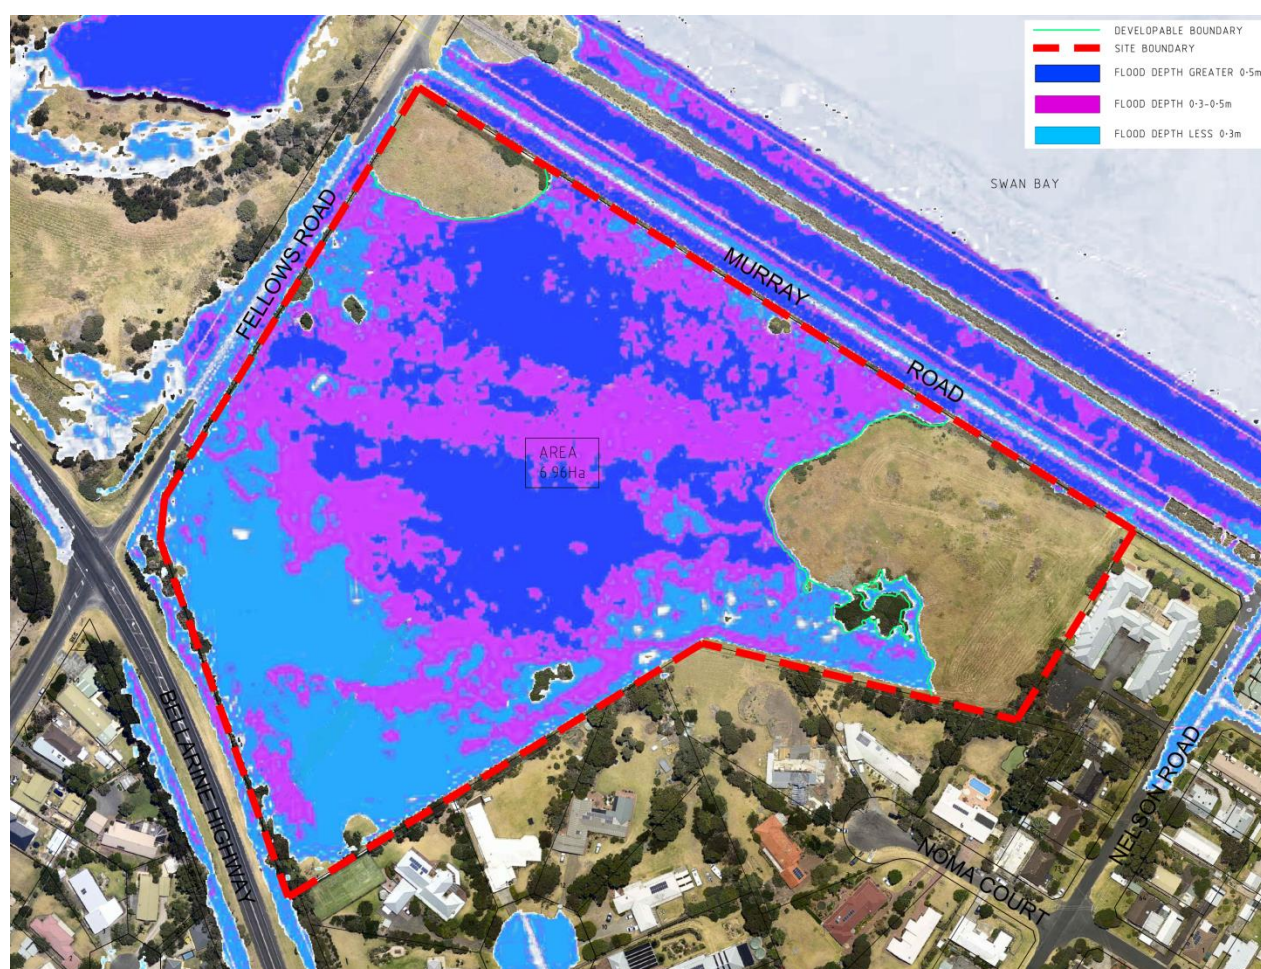 DEVELOPABLE BOUNDARY
SITE BOUNDARY
FLOOD DEPTH GREATER 0·5m
FLOOD DEPTH 0·3-0·5m
FLOOD DEPTH LESS 0·3m
SWAN BAY
FELLOWS ROAD
MURRAY
ROAD
AREA
6.96Ha
BELLARINE HIGHWAY
NELSON ROAD
NOMA COURT